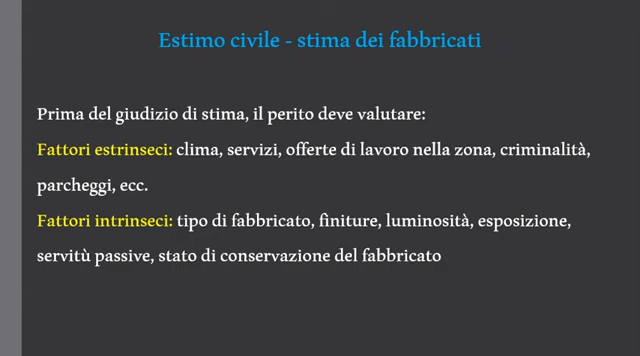 Estimo civile - stima dei fabbricati
Prima del giudizio di stima, il perito deve valutare:
Fattori estrinseci: clima, servizi, offerte di lavoro nella zona, criminalità,
parcheggi, ecc.
Fattori intrinseci: tipo di fabbricato, finiture, luminosità, esposizione,
servitù passive, stato di conservazione del fabbricato